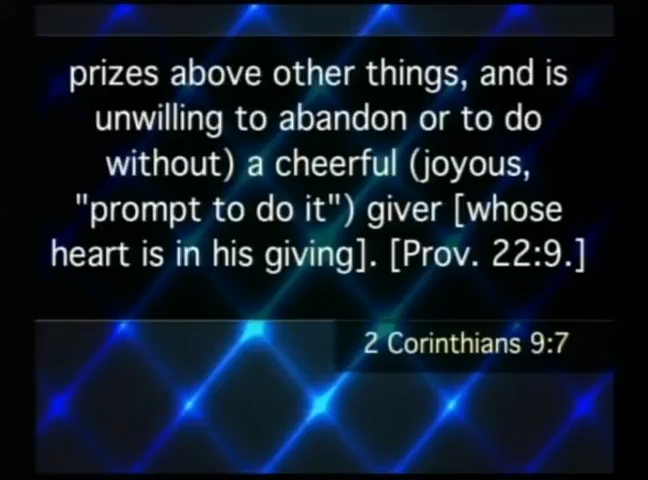 prizes above other things, and is
unwilling to abandon or to do
without) a cheerful (joyous,
"prompt to do it") giver [whose
heart is in his giving]. [Prov. 22:9.]
2 Corinthians 9:7